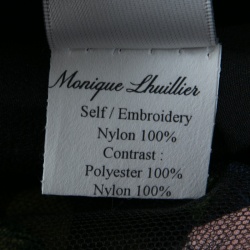 Monique Lhuillier
Self / Embroidery
Nylon 100%
Contrast :
Polyester 100%
Nylon 100%